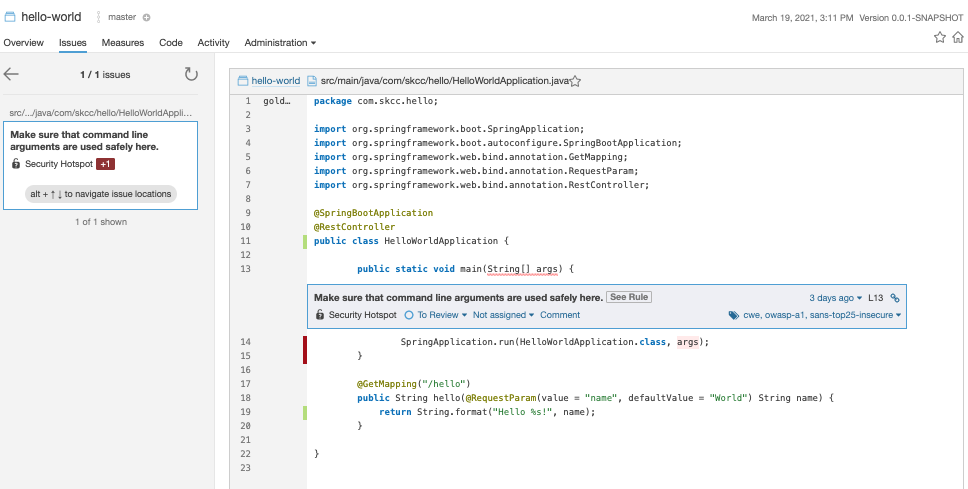 hello-world master
March 19, 2021, 3:11 PM Version 0.0.1-SNAPSHOT
Overview Issues Measures Code Activity Administration
1 / 1 issues
src/.../java/com/skcc/hello/HelloWorldAppli...
Make sure that command line
arguments are used safely here.
Security Hotspot +1
alt + ↑ ↓ to navigate issue locations
1 of 1 shown
hello-world src/main/java/com/skcc/hello/HelloWorldApplication.java
1 gold... package com.skcc.hello;
2
3 import org.springframework.boot.SpringApplication;
4 import org.springframework.boot.autoconfigure.SpringBootApplication;
5 import org.springframework.web.bind.annotation.GetMapping;
6 import org.springframework.web.bind.annotation.RequestParam;
7 import org.springframework.web.bind.annotation.RestController;
8
9 @SpringBootApplication
10 @RestController
11 public class HelloWorldApplication {
12
13 public static void main(String[] args) {
Make sure that command line arguments are used safely here. See Rule 3 days ago L13
Security Hotspot To Review Not assigned Comment cwe, owasp-a1, sans-top25-insecure
14 SpringApplication.run(HelloWorldApplication.class, args);
15 }
16
17 @GetMapping("/hello")
18 public String hello(@RequestParam(value = "name", defaultValue = "World") String name) {
19 return String.format("Hello %s!", name);
20 }
21
22 }
23